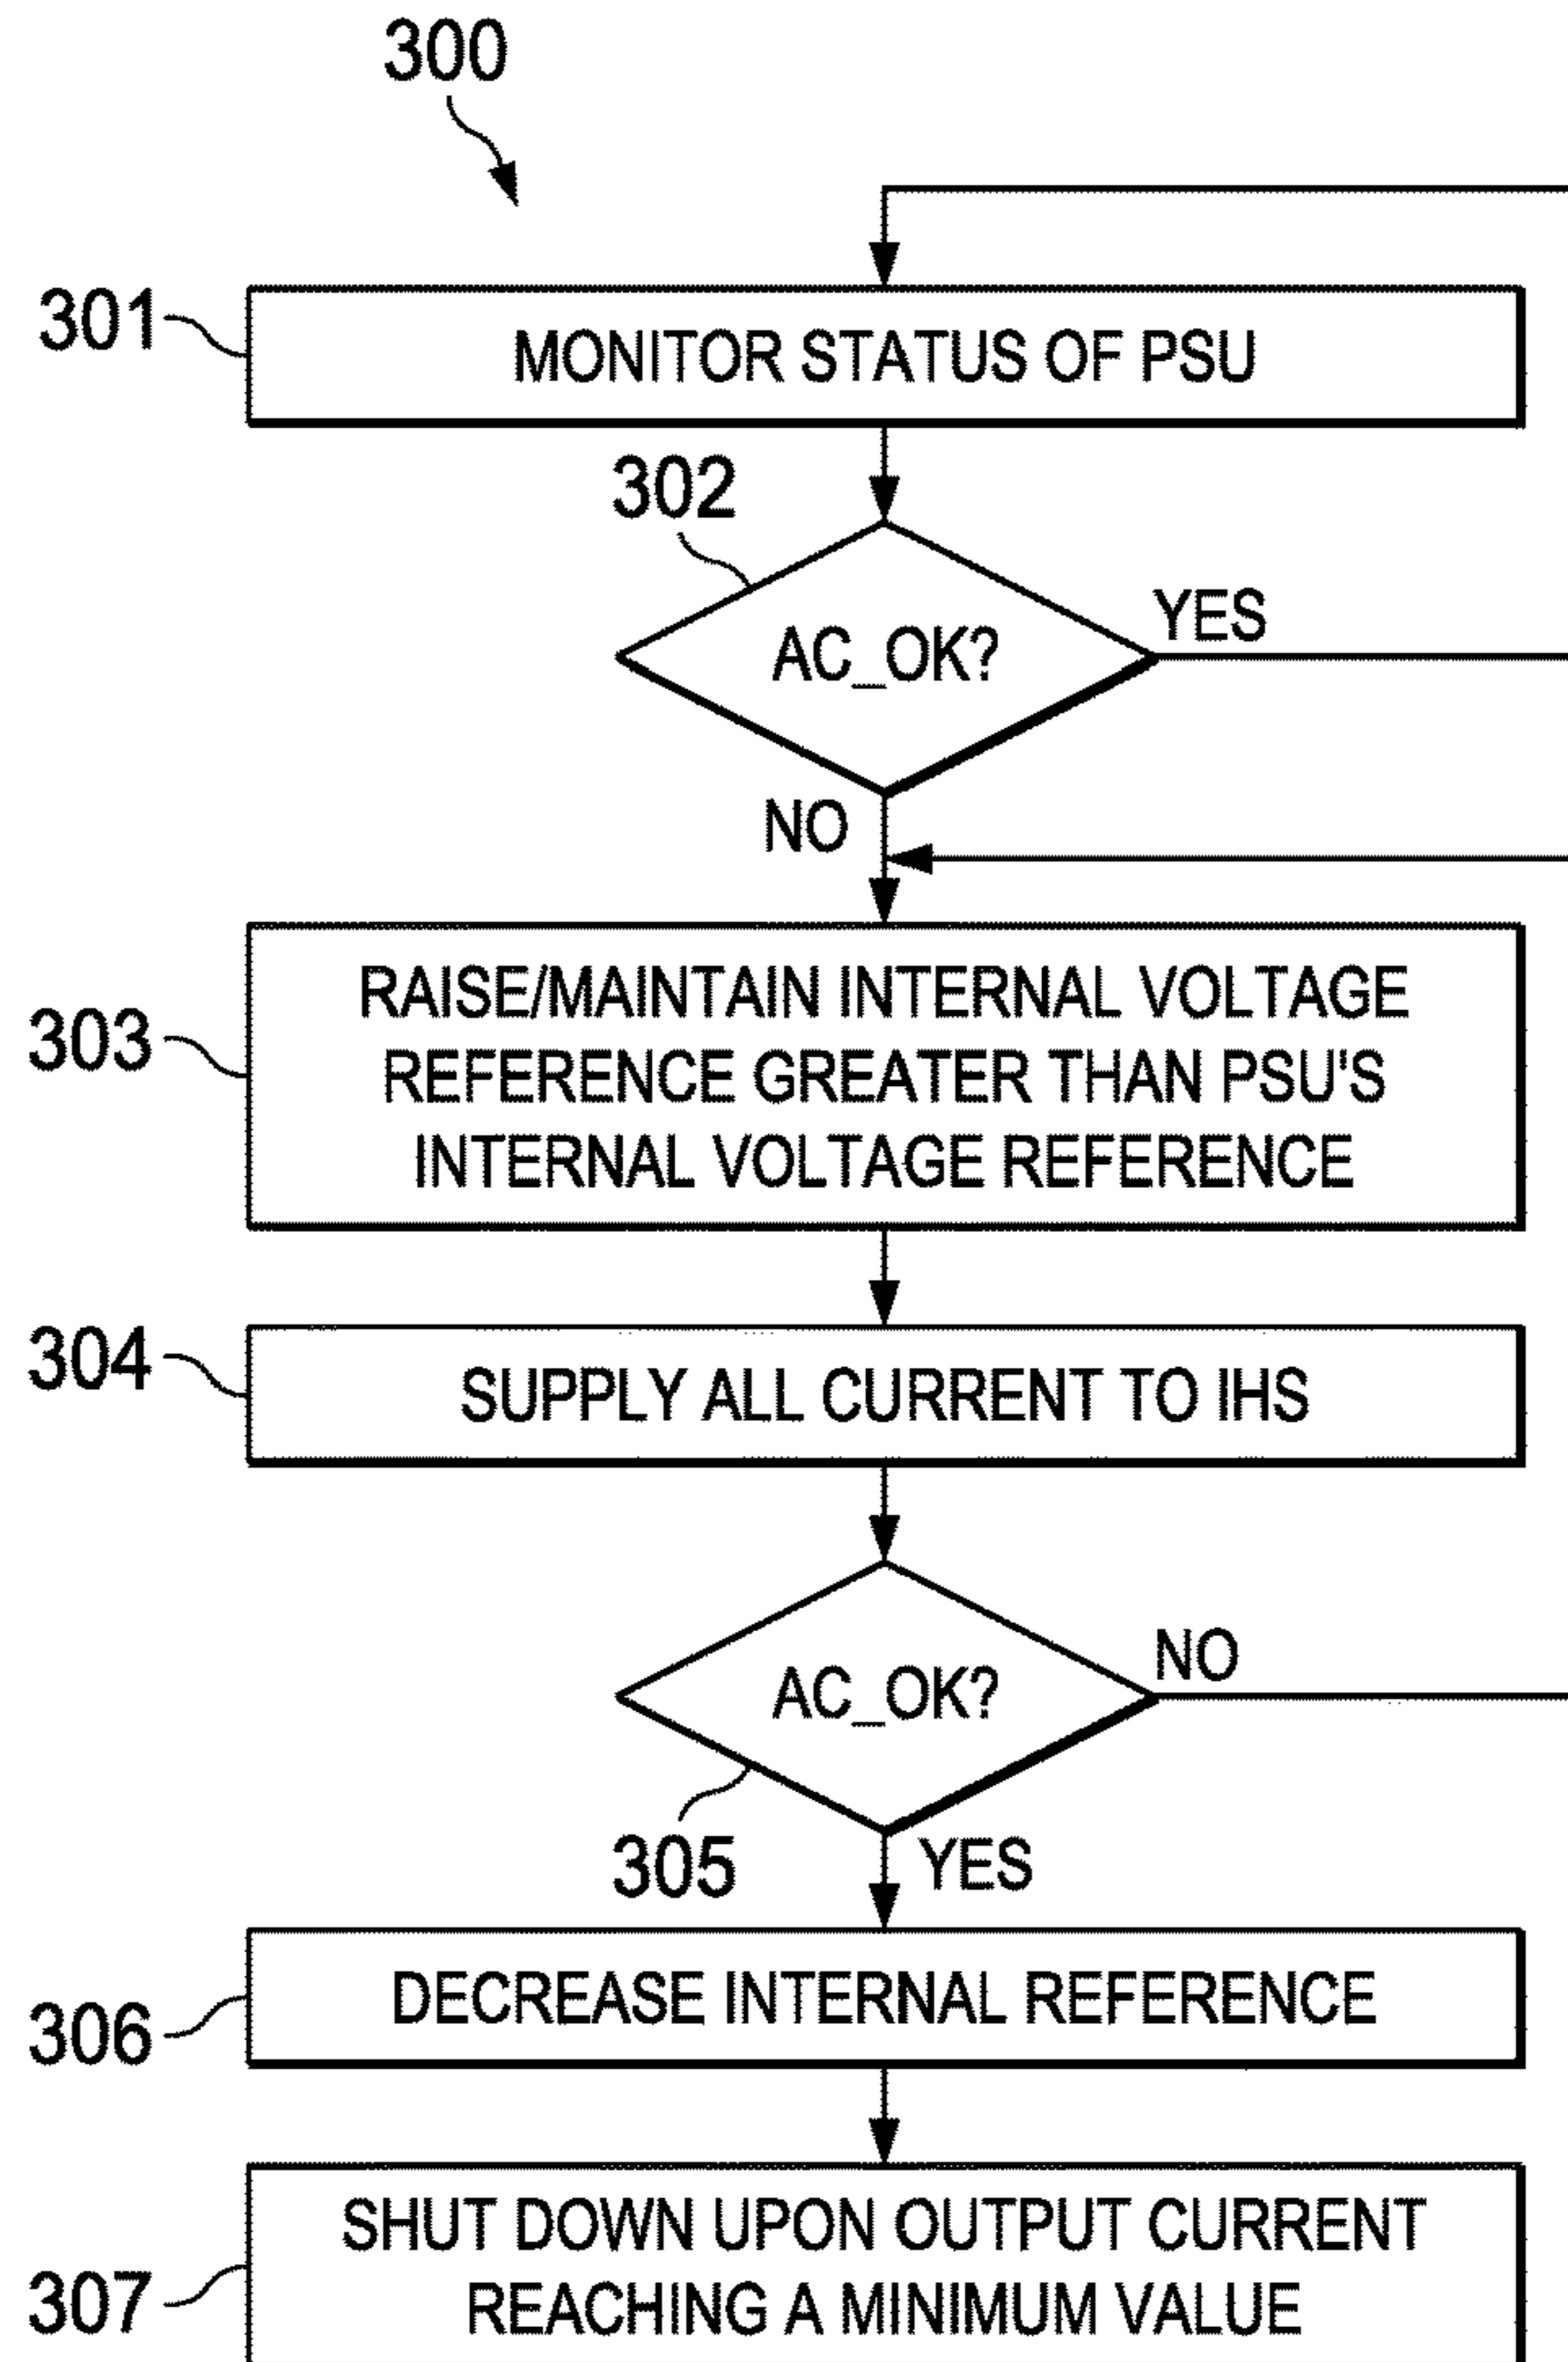 300
301
MONITOR STATUS OF PSU
302
AC_OK?
YES
NO
303
RAISE/MAINTAIN INTERNAL VOLTAGE
REFERENCE GREATER THAN PSU'S
INTERNAL VOLTAGE REFERENCE
304
SUPPLY ALL CURRENT TO IHS
AC_OK?
NO
305
YES
306
DECREASE INTERNAL REFERENCE
307
SHUT DOWN UPON OUTPUT CURRENT
REACHING A MINIMUM VALUE